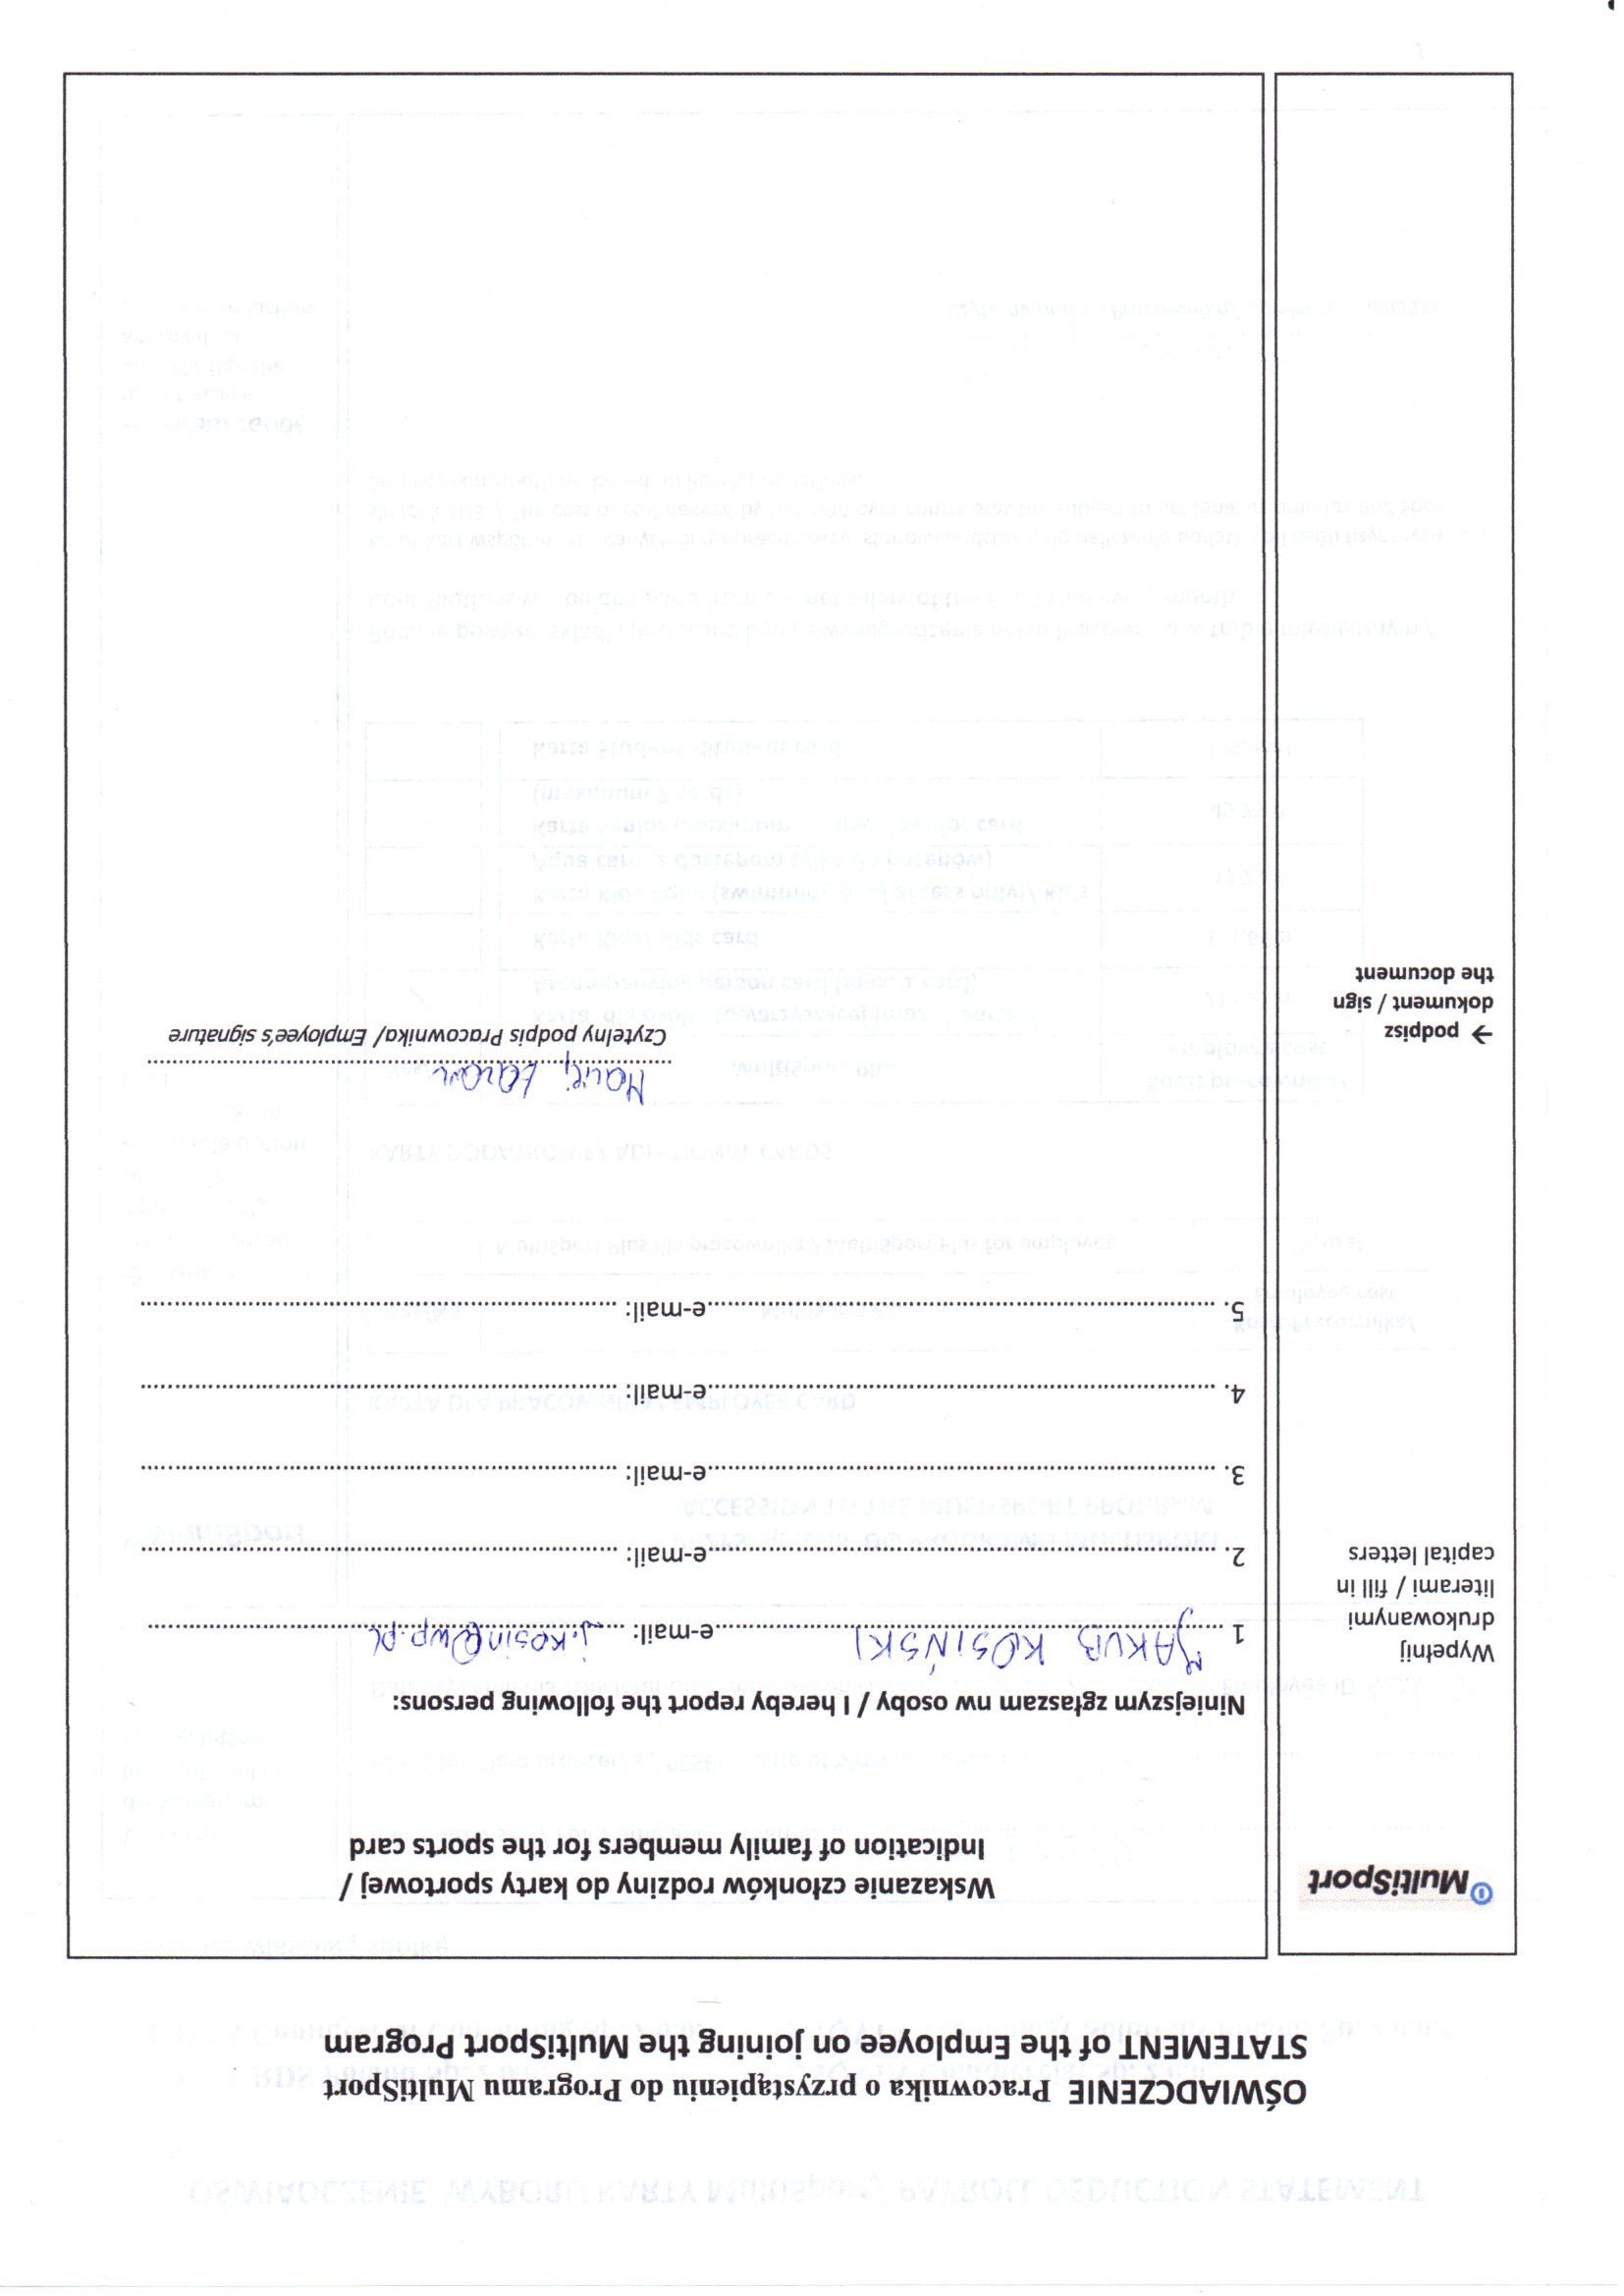 OŚWIADCZENIE Pracownika o przystąpieniu do Programu MultiSport
STATEMENT of the Employee on joining the MultiSport Program
MultiSport
Wskazanie członków rodziny do karty sportowej /
Indication of family members for the sports card
Niniejszym zgłaszam nw osoby / I hereby report the following persons:
Wypełnij
drukowanymi
literami / fill in
capital letters
1 JAKUB KOSIŃSKI e-mail: j.kosin@wp.pl
2. e-mail:
3. e-mail:
4. e-mail:
5. e-mail:
Maciej
Czytelny podpis Pracownika/ Employee's signature
→ podpisz
dokument / sign
the document